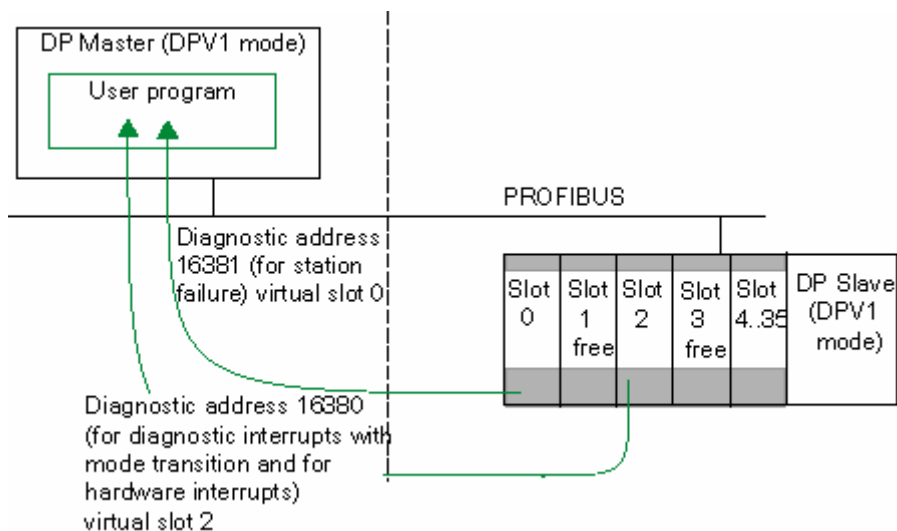 DP Master (DPV1 mode)
User program
PROFIBUS
Diagnostic address
16381 (for station
failure) virtual slot 0
Slot
0
Slot
1
free
Slot
2
Slot
3
free
Slot
4..35
DP Slave
(DPV1
mode)
Diagnostic address 16380
(for diagnostic interrupts with
mode transition and for
hardware interrupts)
virtual slot 2